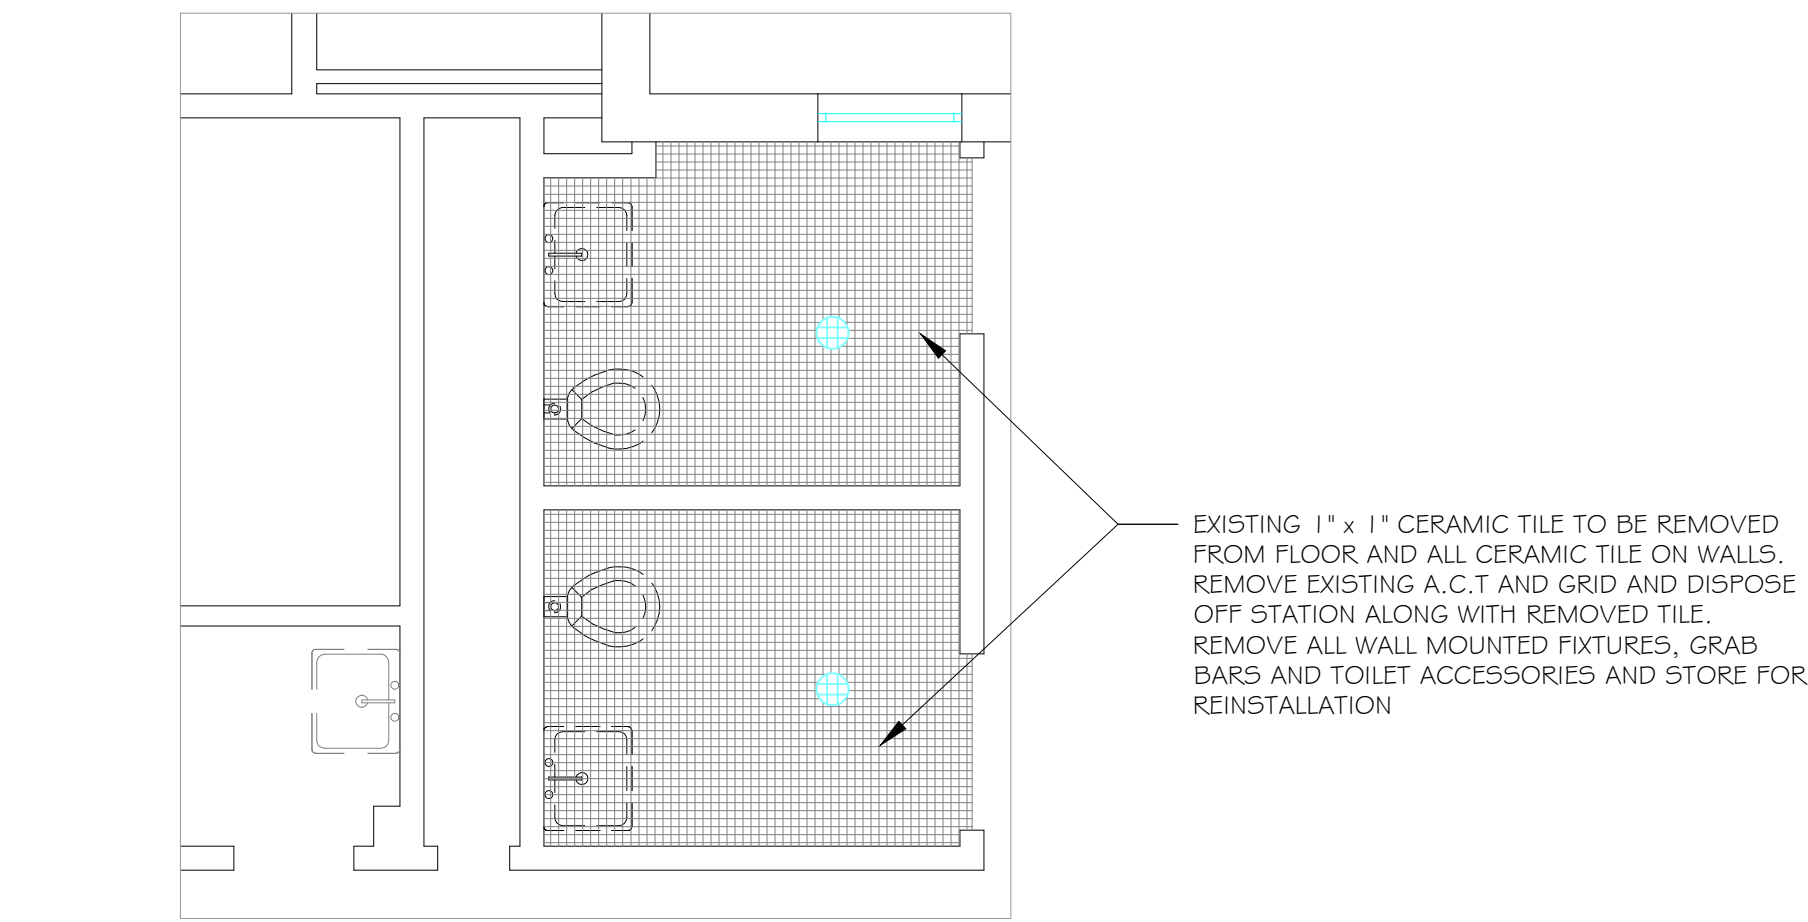 EXISTING 1" x 1" CERAMIC TILE TO BE REMOVED
FROM FLOOR AND ALL CERAMIC TILE ON WALLS.
REMOVE EXISTING A.C.T AND GRID AND DISPOSE
OFF STATION ALONG WITH REMOVED TILE.
REMOVE ALL WALL MOUNTED FIXTURES, GRAB
BARS AND TOILET ACCESSORIES AND STORE FOR
REINSTALLATION